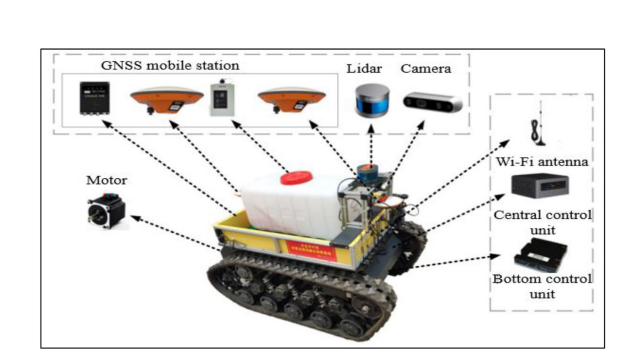 GNSS mobile station
Lidar
Camera
Wi-Fi antenna
Motor
Central control
unit
Bottom control
unit